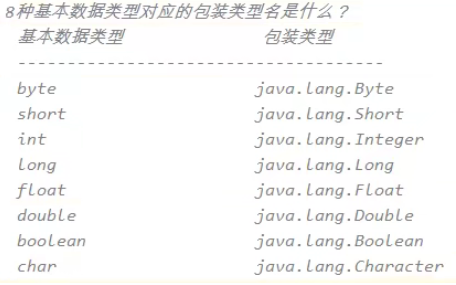 8种基本数据类型对应的包装类型名是什么？
基本数据类型 包装类型
-------------------------------------
byte java.lang.Byte
short java.lang.Short
int java.lang.Integer
long java.lang.Long
float java.lang.Float
double java.lang.Double
boolean java.lang.Boolean
char java.lang.Character